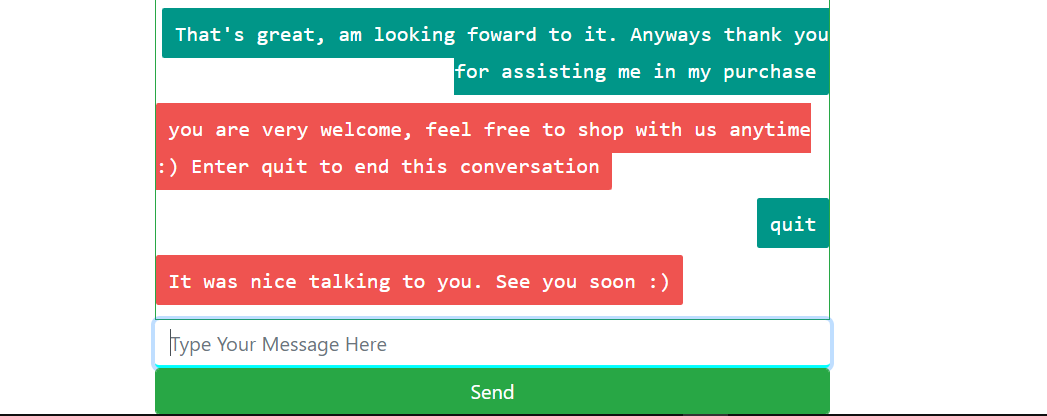 That's great, am looking foward to it. Anyways thank you
for assisting me in my purchase
you are very welcome, feel free to shop with us anytime
:) Enter quit to end this conversation
quit
It was nice talking to you. See you soon :)
Type Your Message Here
Send